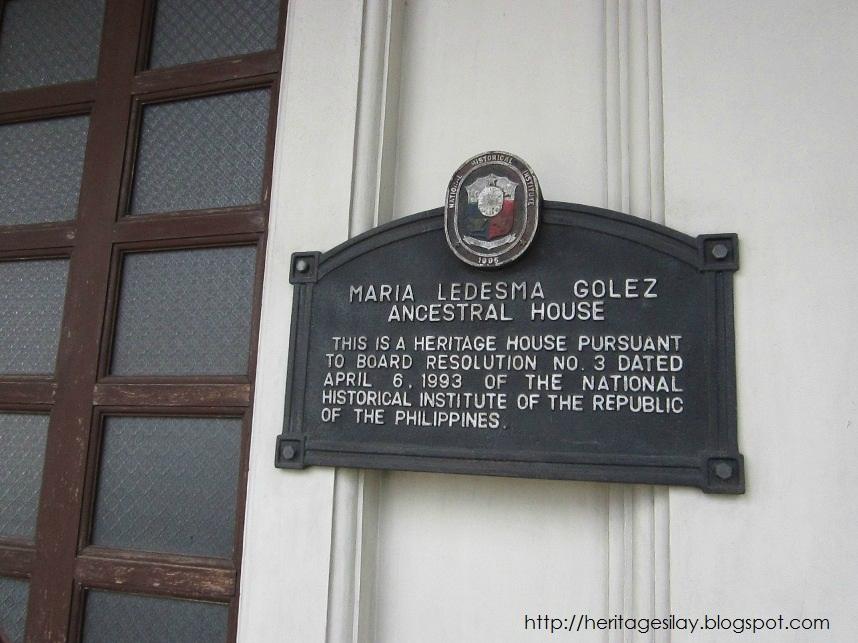 NATIONAL HISTORICAL INSTITUTE
MARIA LEDESMA GOLEZ
ANCESTRAL HOUSE
THIS IS A HERITAGE HOUSE PURSUANT
TO BOARD RESOLUTION NO. 3 DATED
APRIL 6, 1993 OF THE NATIONAL
HISTORICAL INSTITUTE OF THE REPUBLIC
OF THE PHILIPPINES.
http://heritagesilay.blogspot.com